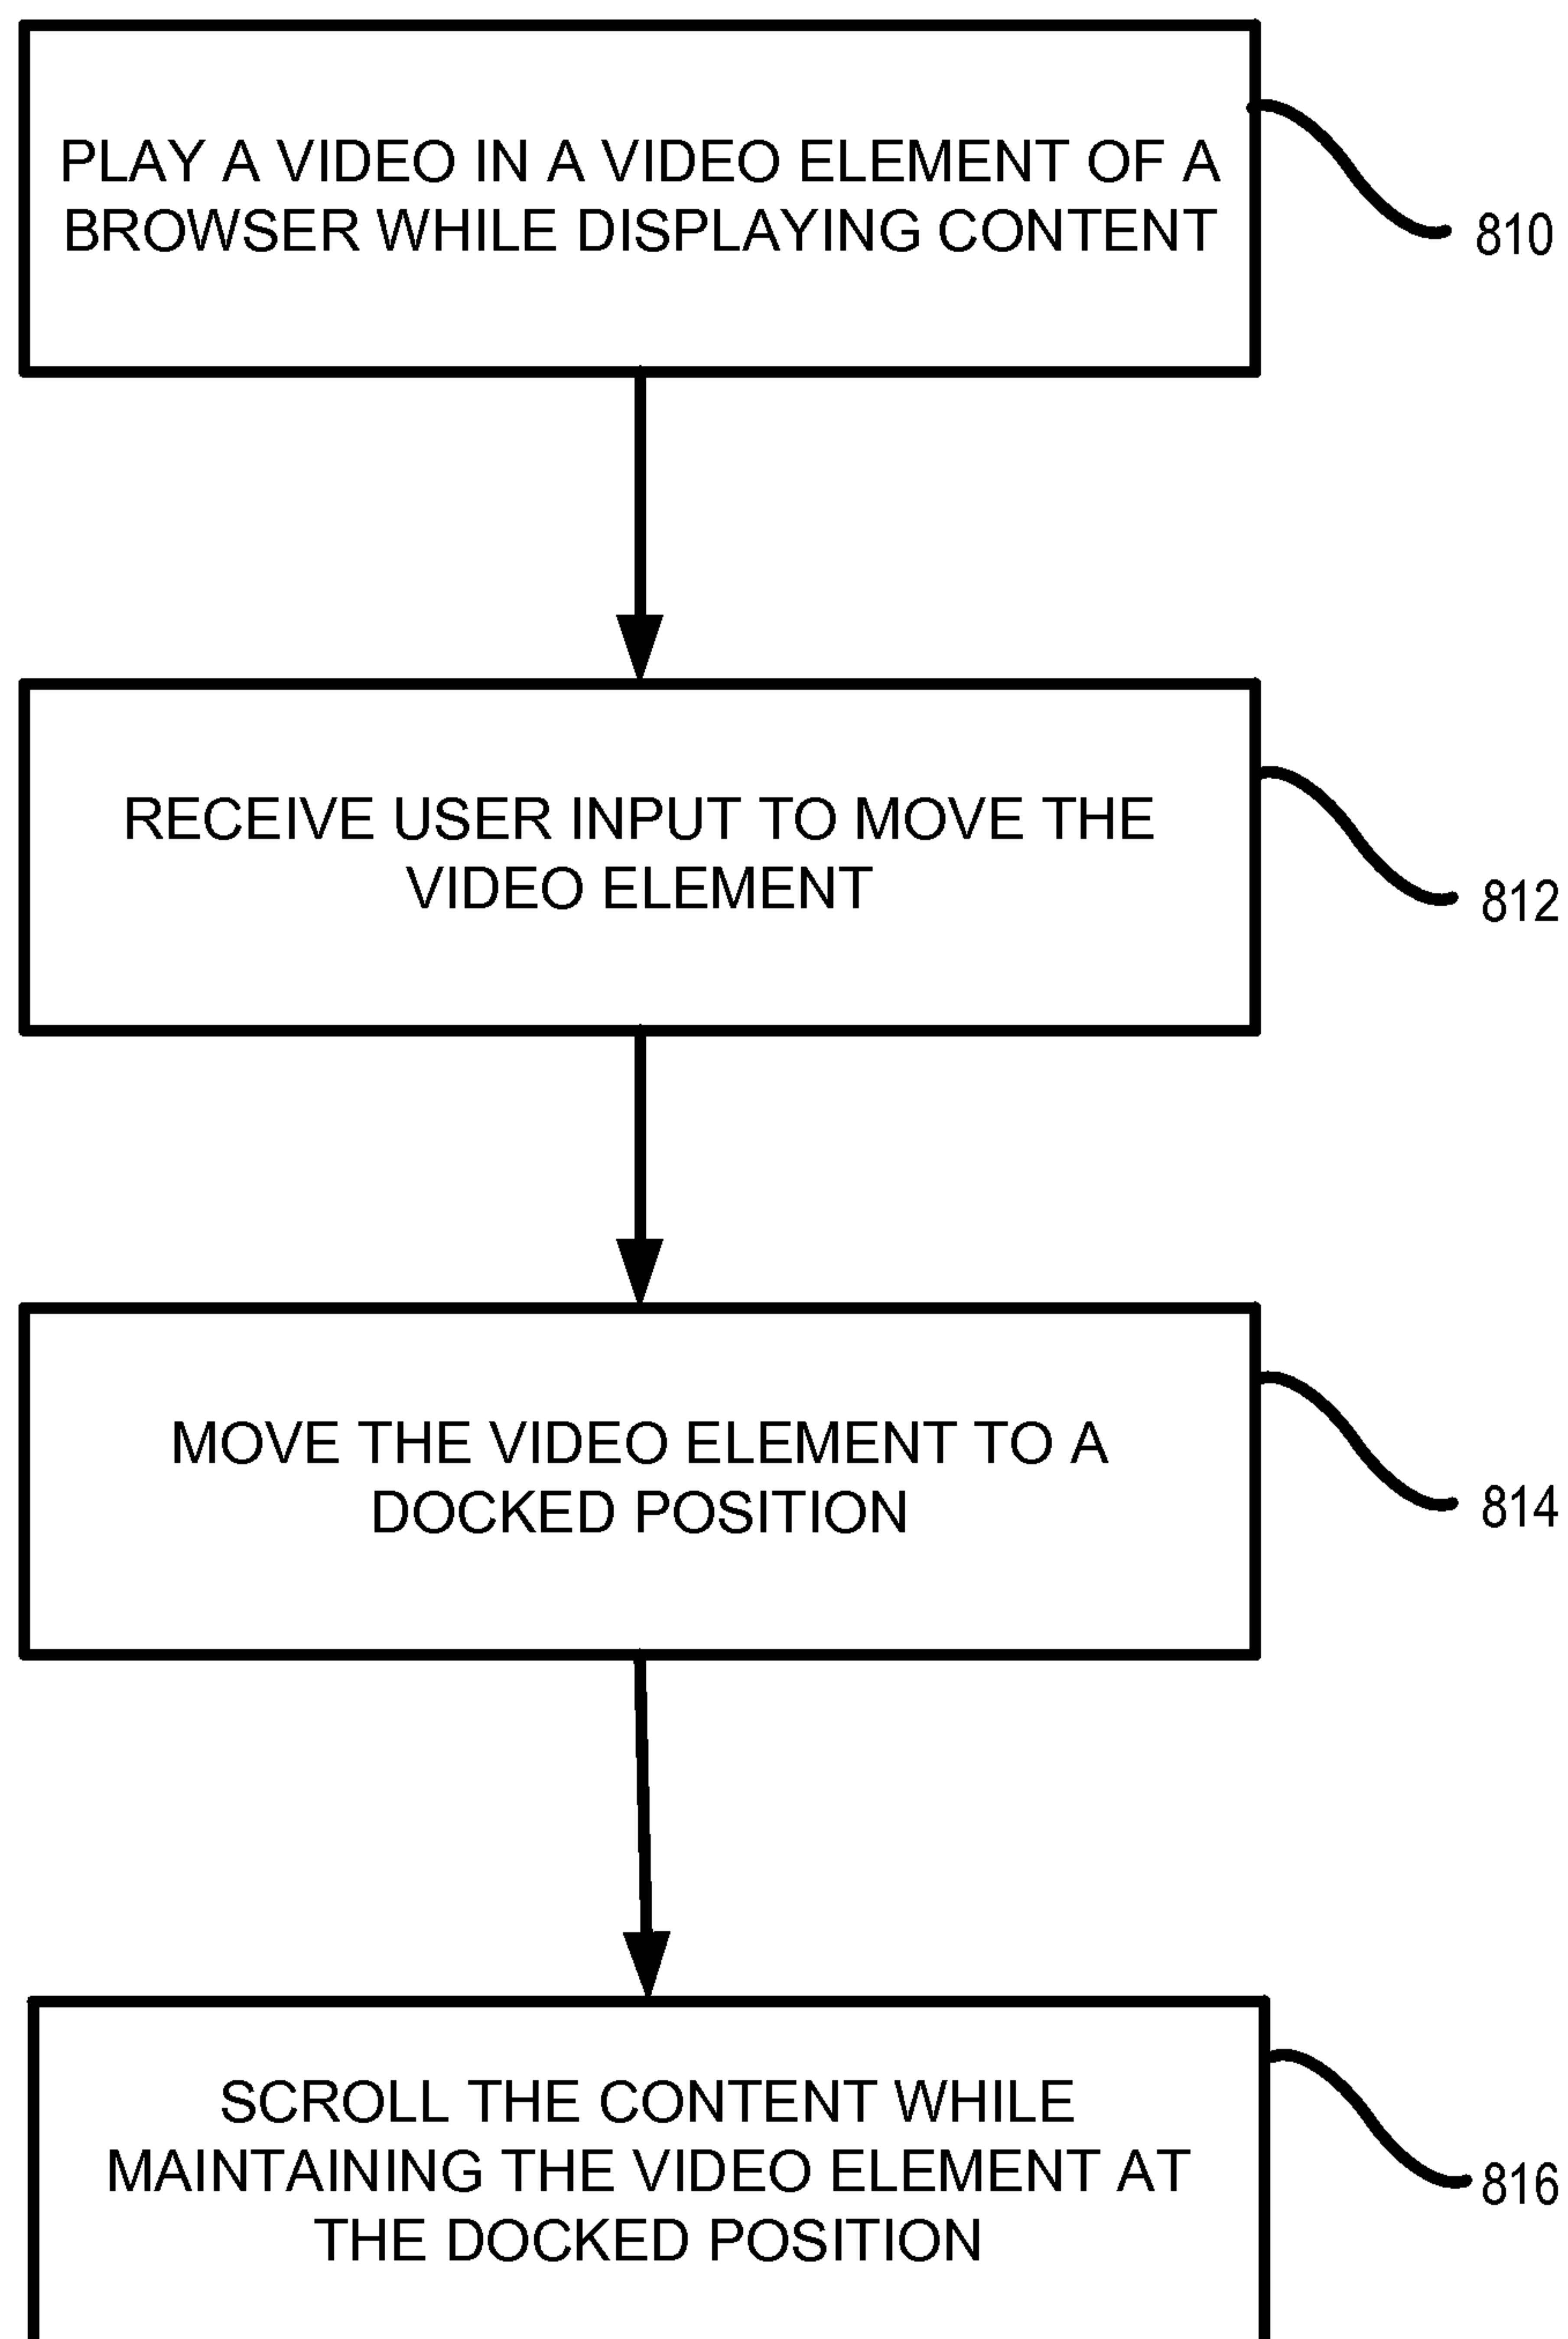 PLAY A VIDEO IN A VIDEO ELEMENT OF A
BROWSER WHILE DISPLAYING CONTENT
810
RECEIVE USER INPUT TO MOVE THE
VIDEO ELEMENT
812
MOVE THE VIDEO ELEMENT TO A
DOCKED POSITION
814
SCROLL THE CONTENT WHILE
MAINTAINING THE VIDEO ELEMENT AT
THE DOCKED POSITION
816